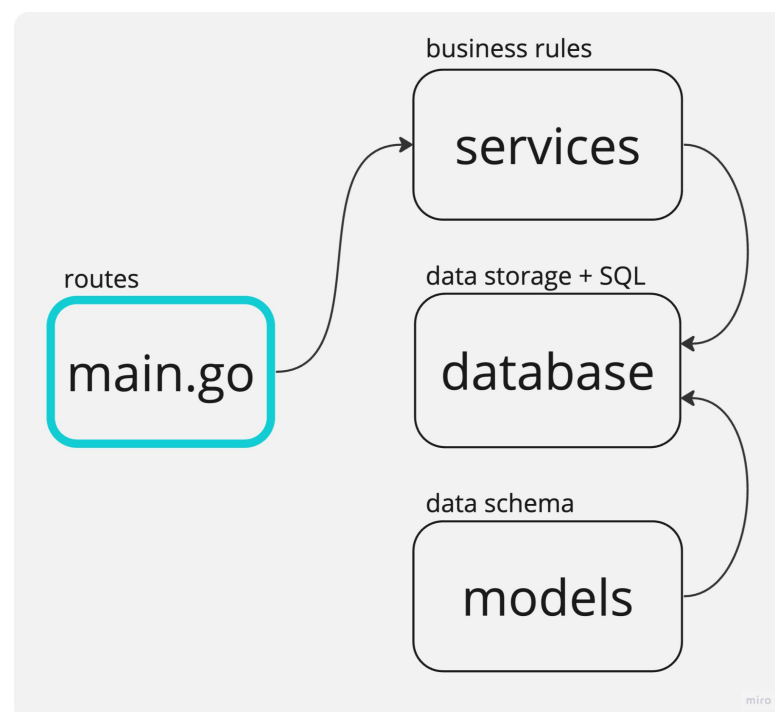 business rules
services
routes
main.go
data storage + SQL
database
data schema
models
miro